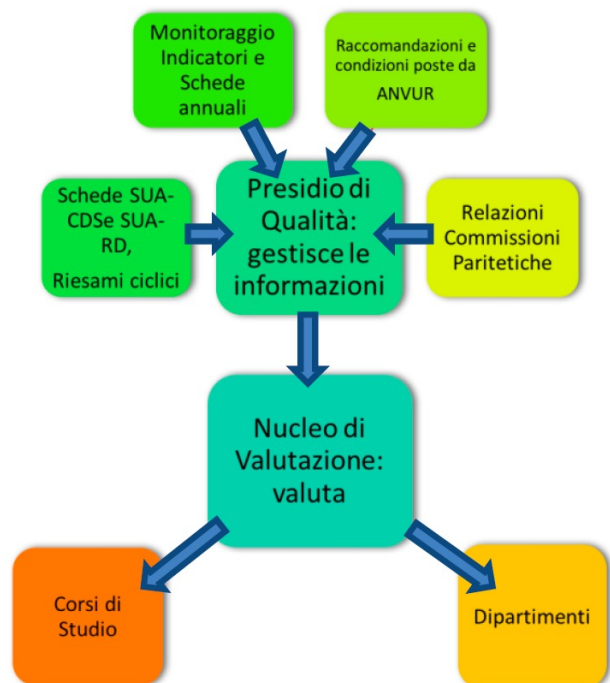 Monitoraggio
Indicatori e
Schede
annuali
Raccomandazioni e
condizioni poste da
ANVUR
Schede SUA-
CDSe SUA-
RD,
Riesami ciclici
Presidio di
Qualità:
gestisce le
informazioni
Relazioni
Commissioni
Paritetiche
Nucleo di
Valutazione:
valuta
Corsi di
Studio
Dipartimenti